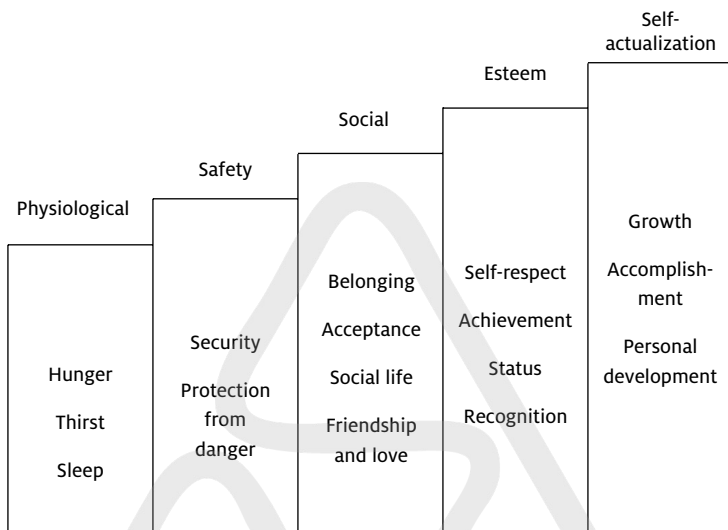 Physiological
Hunger
Thirst
Sleep
Safety
Security
Protection
from
danger
Social
Belonging
Acceptance
Social life
Friendship
and love
Esteem
Self-respect
Achievement
Status
Recognition
Self-
actualization
Growth
Accomplish-
ment
Personal
development